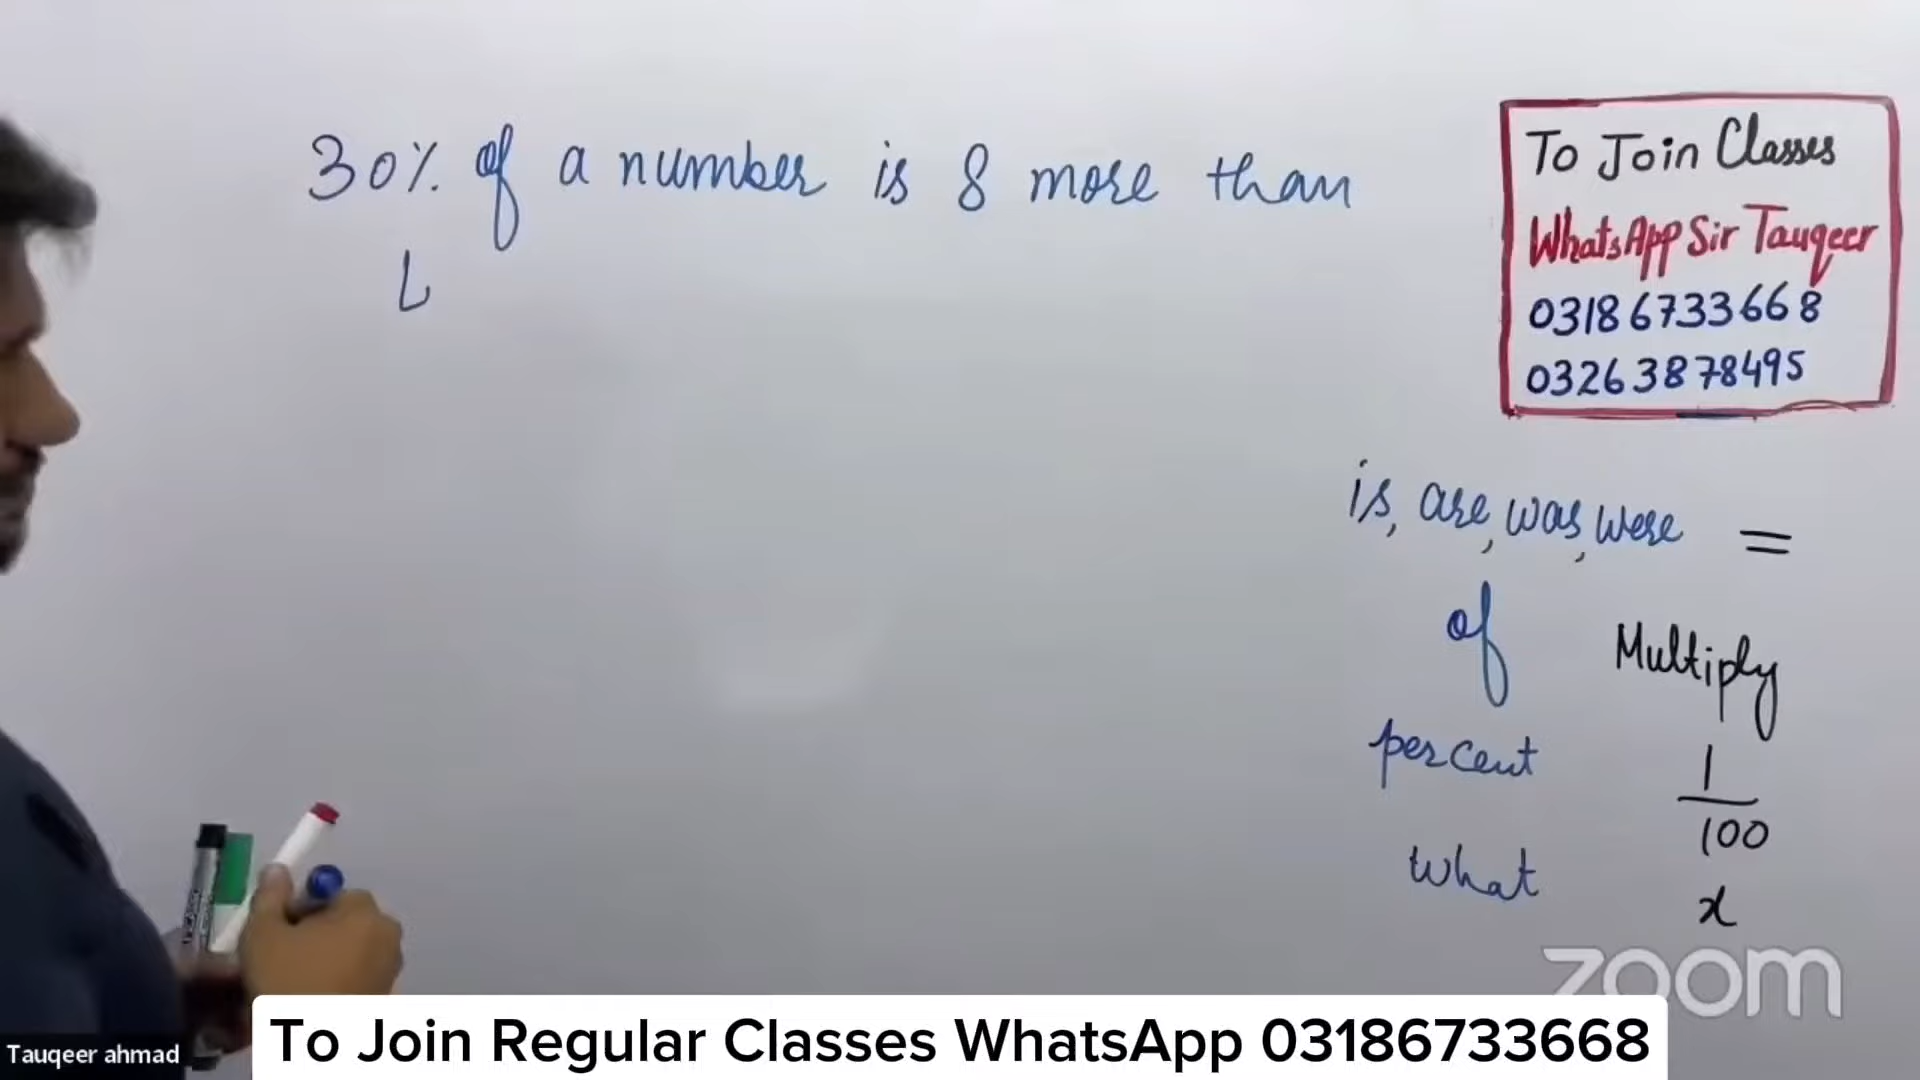 30% of a number is 8 more than
L
To Join Classes
WhatsApp Sir Tauqeer
03186733668
03263878495
is, are, was, were =
of Multiply
percent 1/100
what x
zoom
Tauqeer ahmad
To Join Regular Classes WhatsApp 03186733668